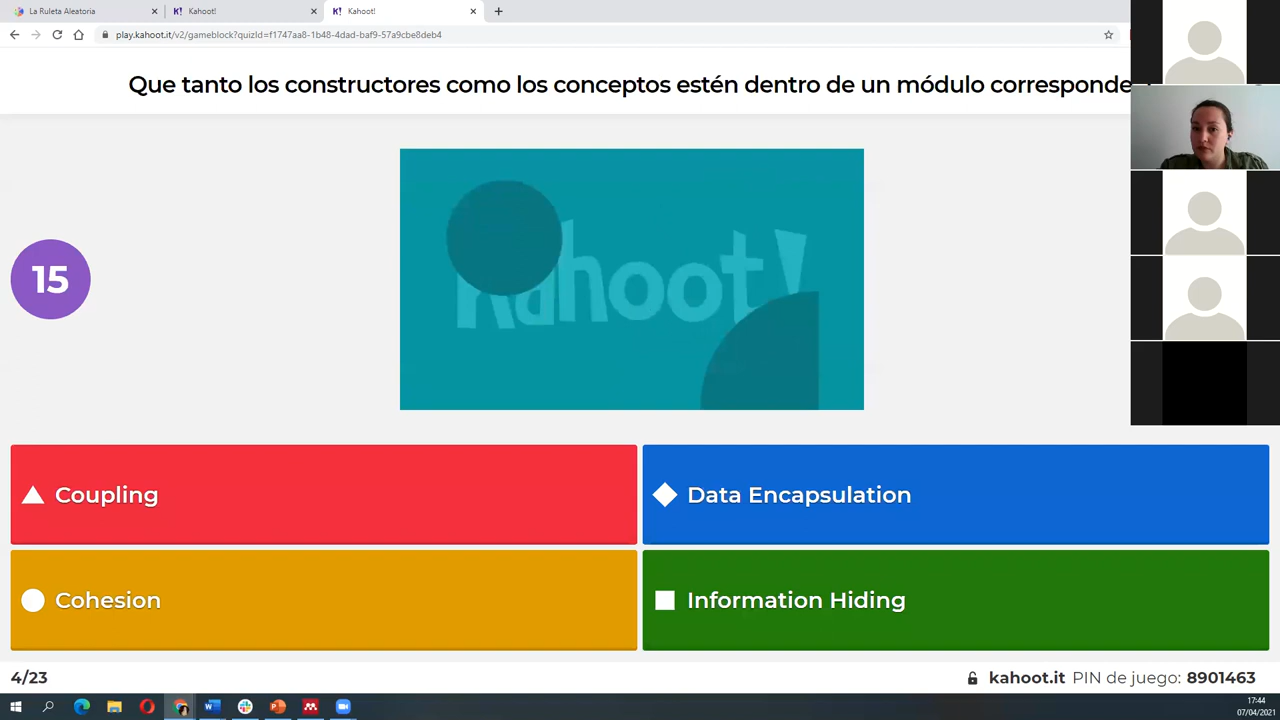 La Ruleta Aleatoria
Kahoot!
Kahoot!
play.kahoot.it/v2/gameblock?quizId=f1747aa8-1b48-4dad-baf9-57a9cbe8deb4
Que tanto los constructores como los conceptos estén dentro de un módulo corresponde
Kahoot!
15
Coupling
Data Encapsulation
Cohesion
Information Hiding
4/23
kahoot.it PIN de juego: 8901463
17:44
07/04/2021